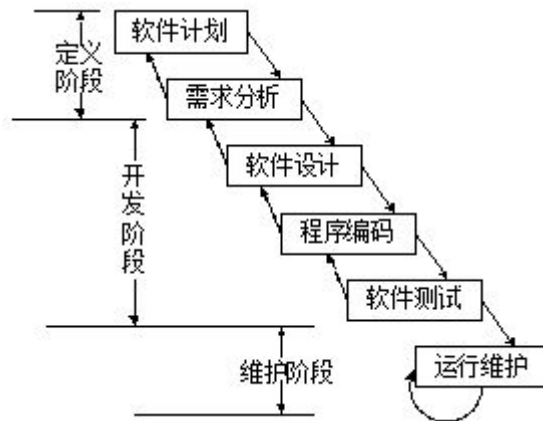 软件计划
定义
阶段
需求分析
软件设计
开
发
阶
段
程序编码
软件测试
维护阶段
运行维护